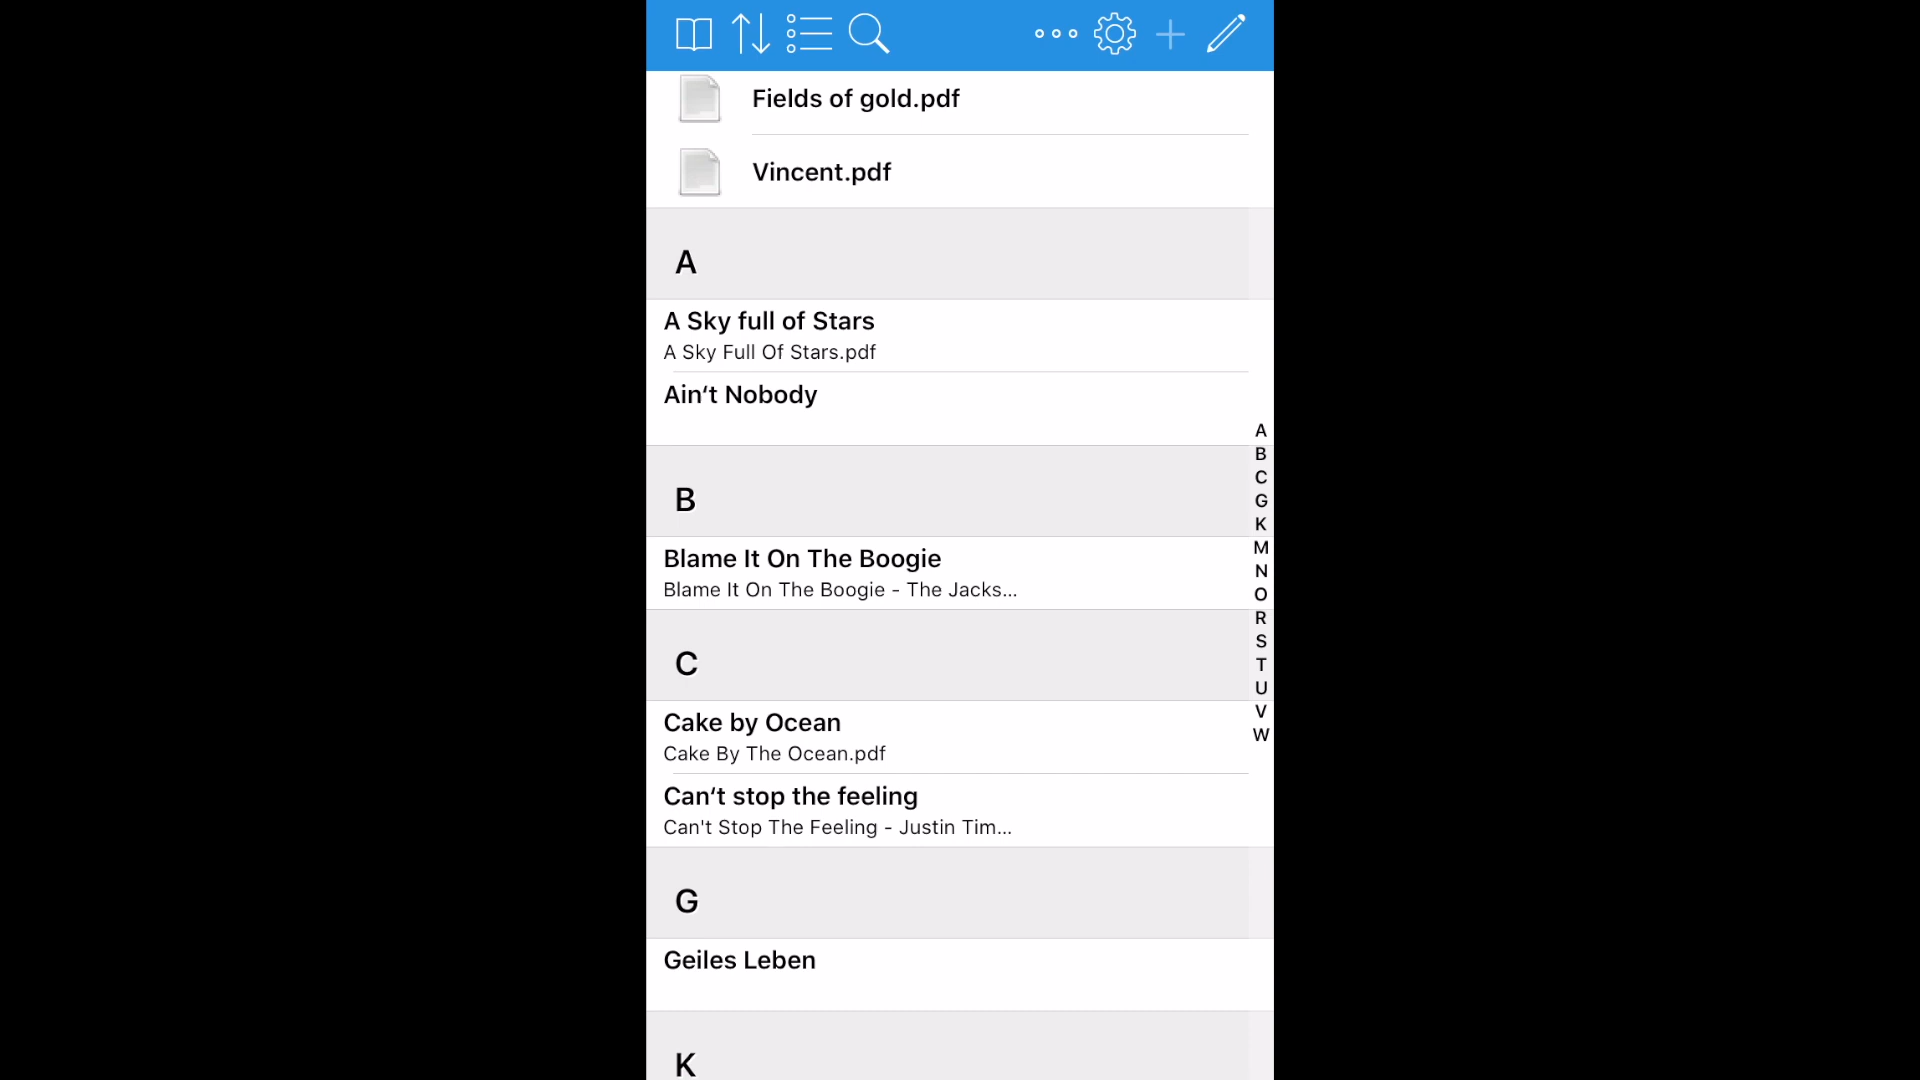 Fields of gold.pdf
Vincent.pdf
A
A Sky full of Stars
A Sky Full Of Stars.pdf
Ain‘t Nobody
B
Blame It On The Boogie
Blame It On The Boogie - The Jacks...
C
Cake by Ocean
Cake By The Ocean.pdf
Can‘t stop the feeling
Can't Stop The Feeling - Justin Tim...
G
Geiles Leben
K
A
B
C
G
K
M
N
O
R
S
T
U
V
W